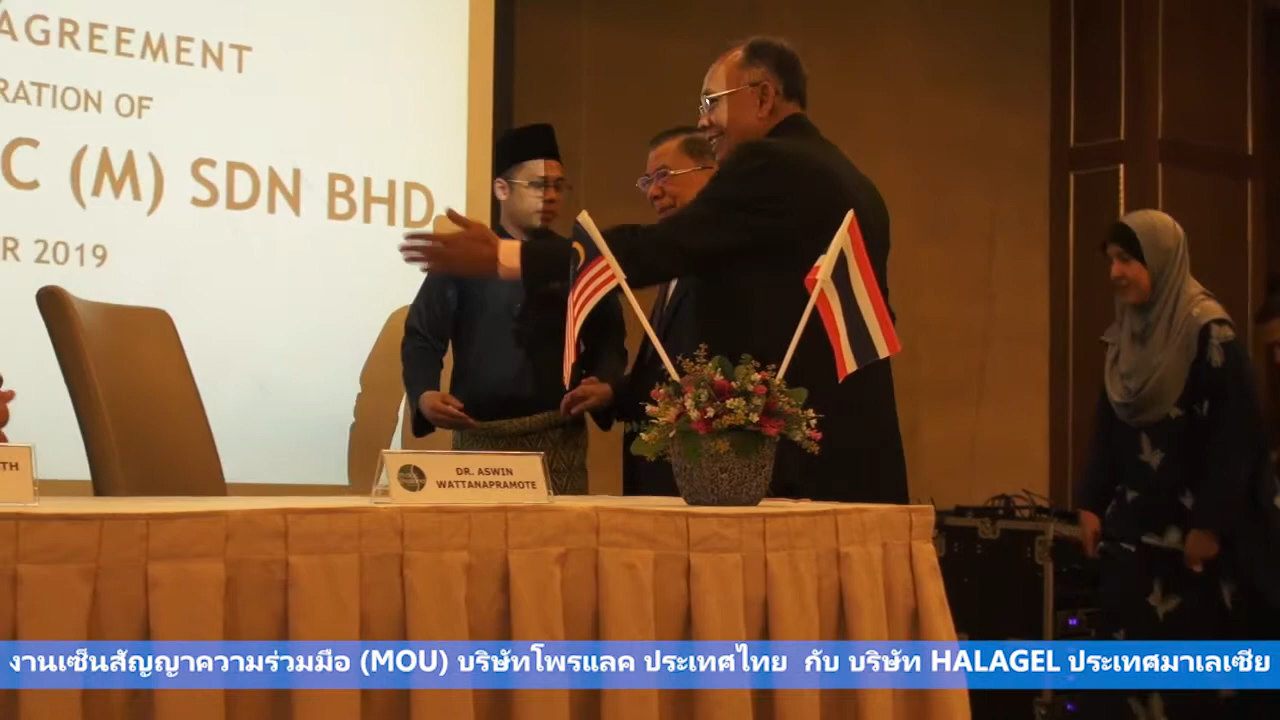 AGREEMENT
RATION OF
C (M) SDN BHD
R 2019
TH
DR. ASWIN
WATTANAPRAMOTE
งานเซ็นสัญญาความร่วมมือ (MOU) บริษัทโพรแลค ประเทศไทย กับ บริษัท HALAGEL ประเทศมาเลเซีย